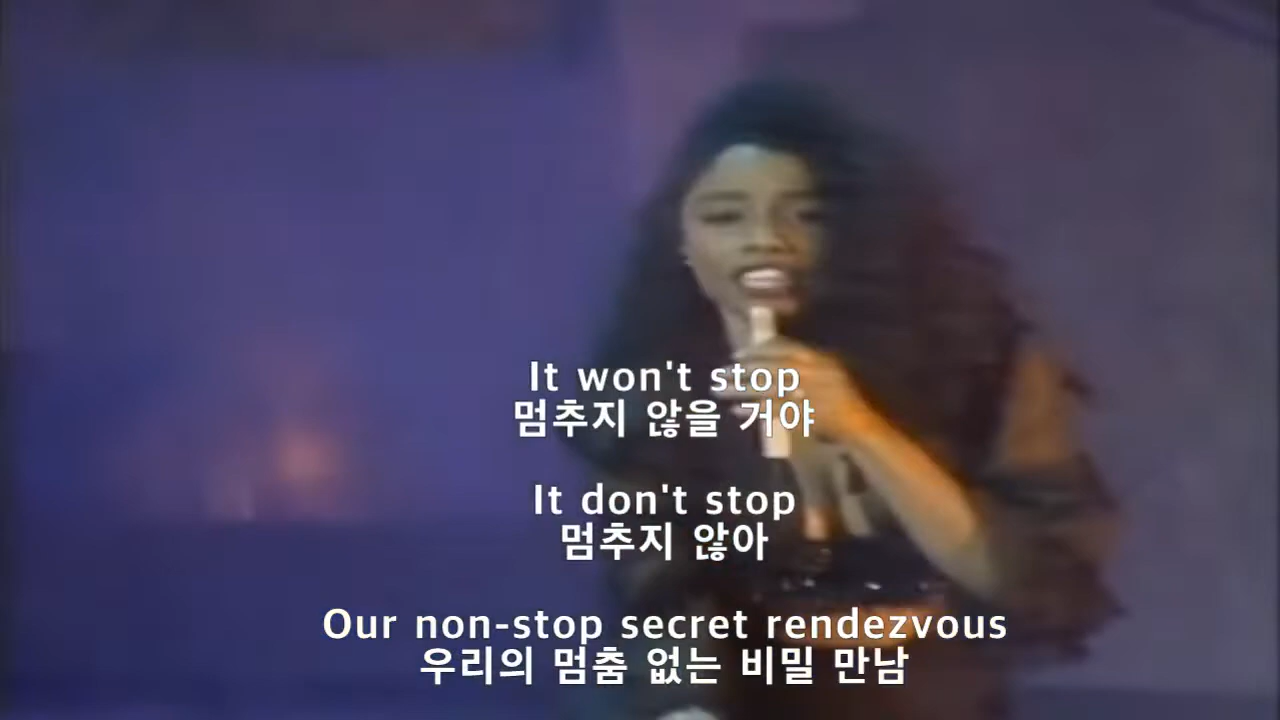 It won't stop
멈추지 않을 거야
It don't stop
멈추지 않아
Our non-stop secret rendezvous
우리의 멈춤 없는 비밀 만남